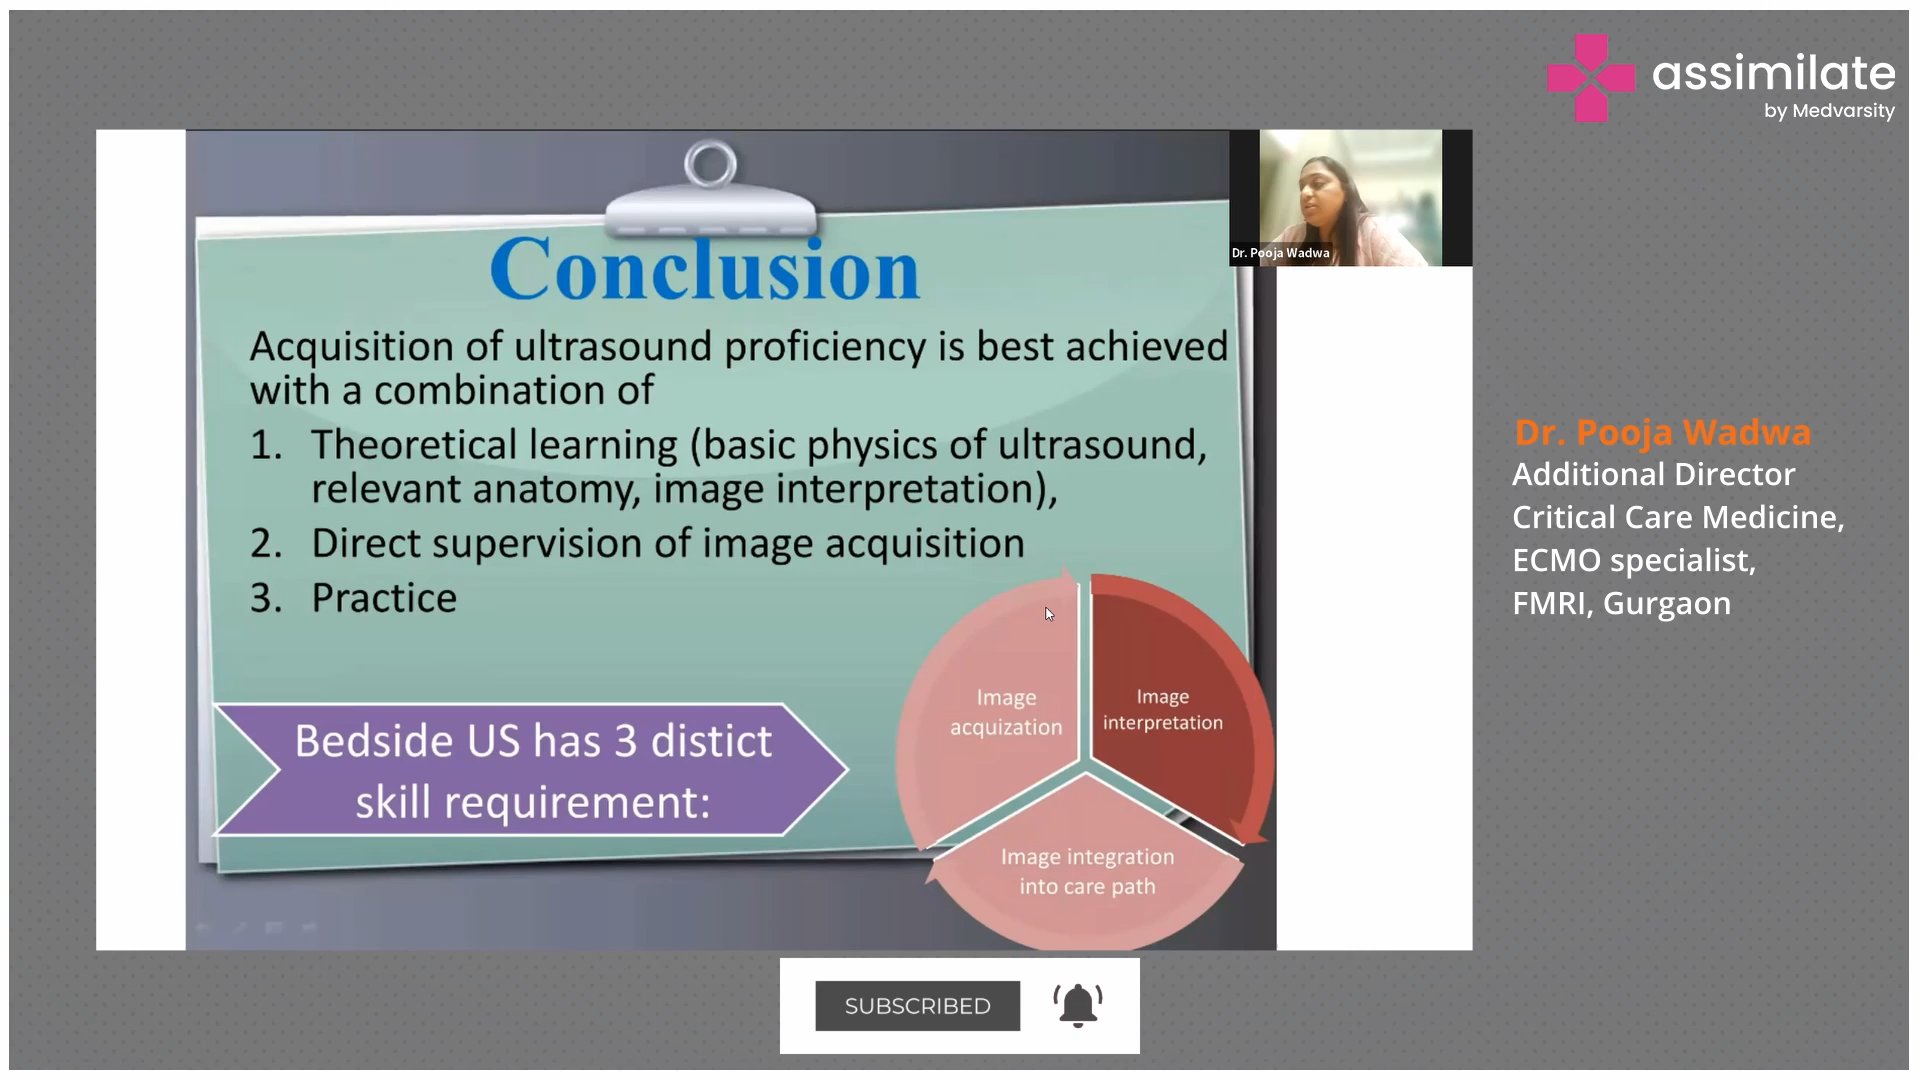 assimilate
by Medvarsity
Dr. Pooja Wadwa
Conclusion
Acquisition of ultrasound proficiency is best achieved
with a combination of
1. Theoretical learning (basic physics of ultrasound,
relevant anatomy, image interpretation),
2. Direct supervision of image acquisition
3. Practice
Bedside US has 3 distict
skill requirement:
Image
acquization
Image
interpretation
Image integration
into care path
Dr. Pooja Wadwa
Additional Director
Critical Care Medicine,
ECMO specialist,
FMRI, Gurgaon
SUBSCRIBED